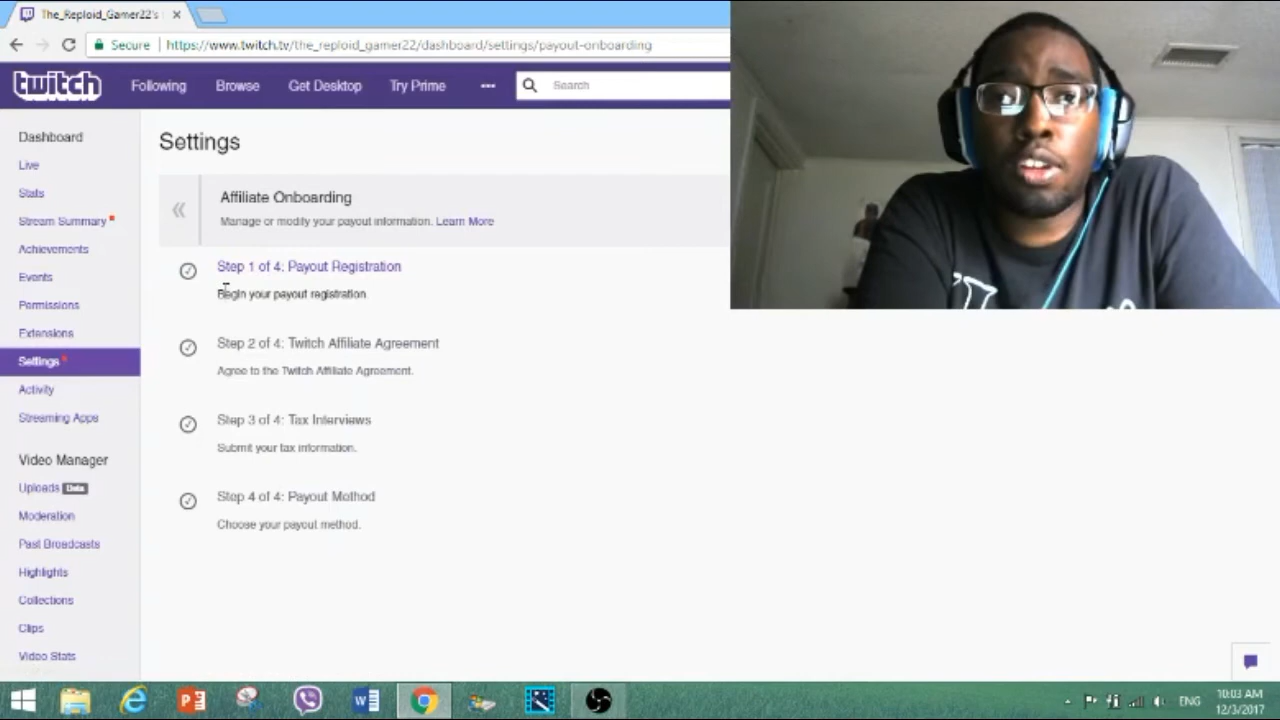 The_Reploid_Gamer22's
Secure https://www.twitch.tv/the_reploid_gamer22/dashboard/settings/payout-onboarding
twitch Following Browse Get Desktop Try Prime Search
Dashboard
Live
Stats
Stream Summary
Achievements
Events
Permissions
Extensions
Settings
Activity
Streaming Apps
Video Manager
Uploads Beta
Moderation
Past Broadcasts
Highlights
Collections
Clips
Video Stats
Settings
Affiliate Onboarding
Manage or modify your payout information. Learn More
Step 1 of 4: Payout Registration
Begin your payout registration
Step 2 of 4: Twitch Affiliate Agreement
Agree to the Twitch Affiliate Agreement.
Step 3 of 4: Tax Interviews
Submit your tax information.
Step 4 of 4: Payout Method
Choose your payout method.
ENG
10:03 AM
12/3/2017